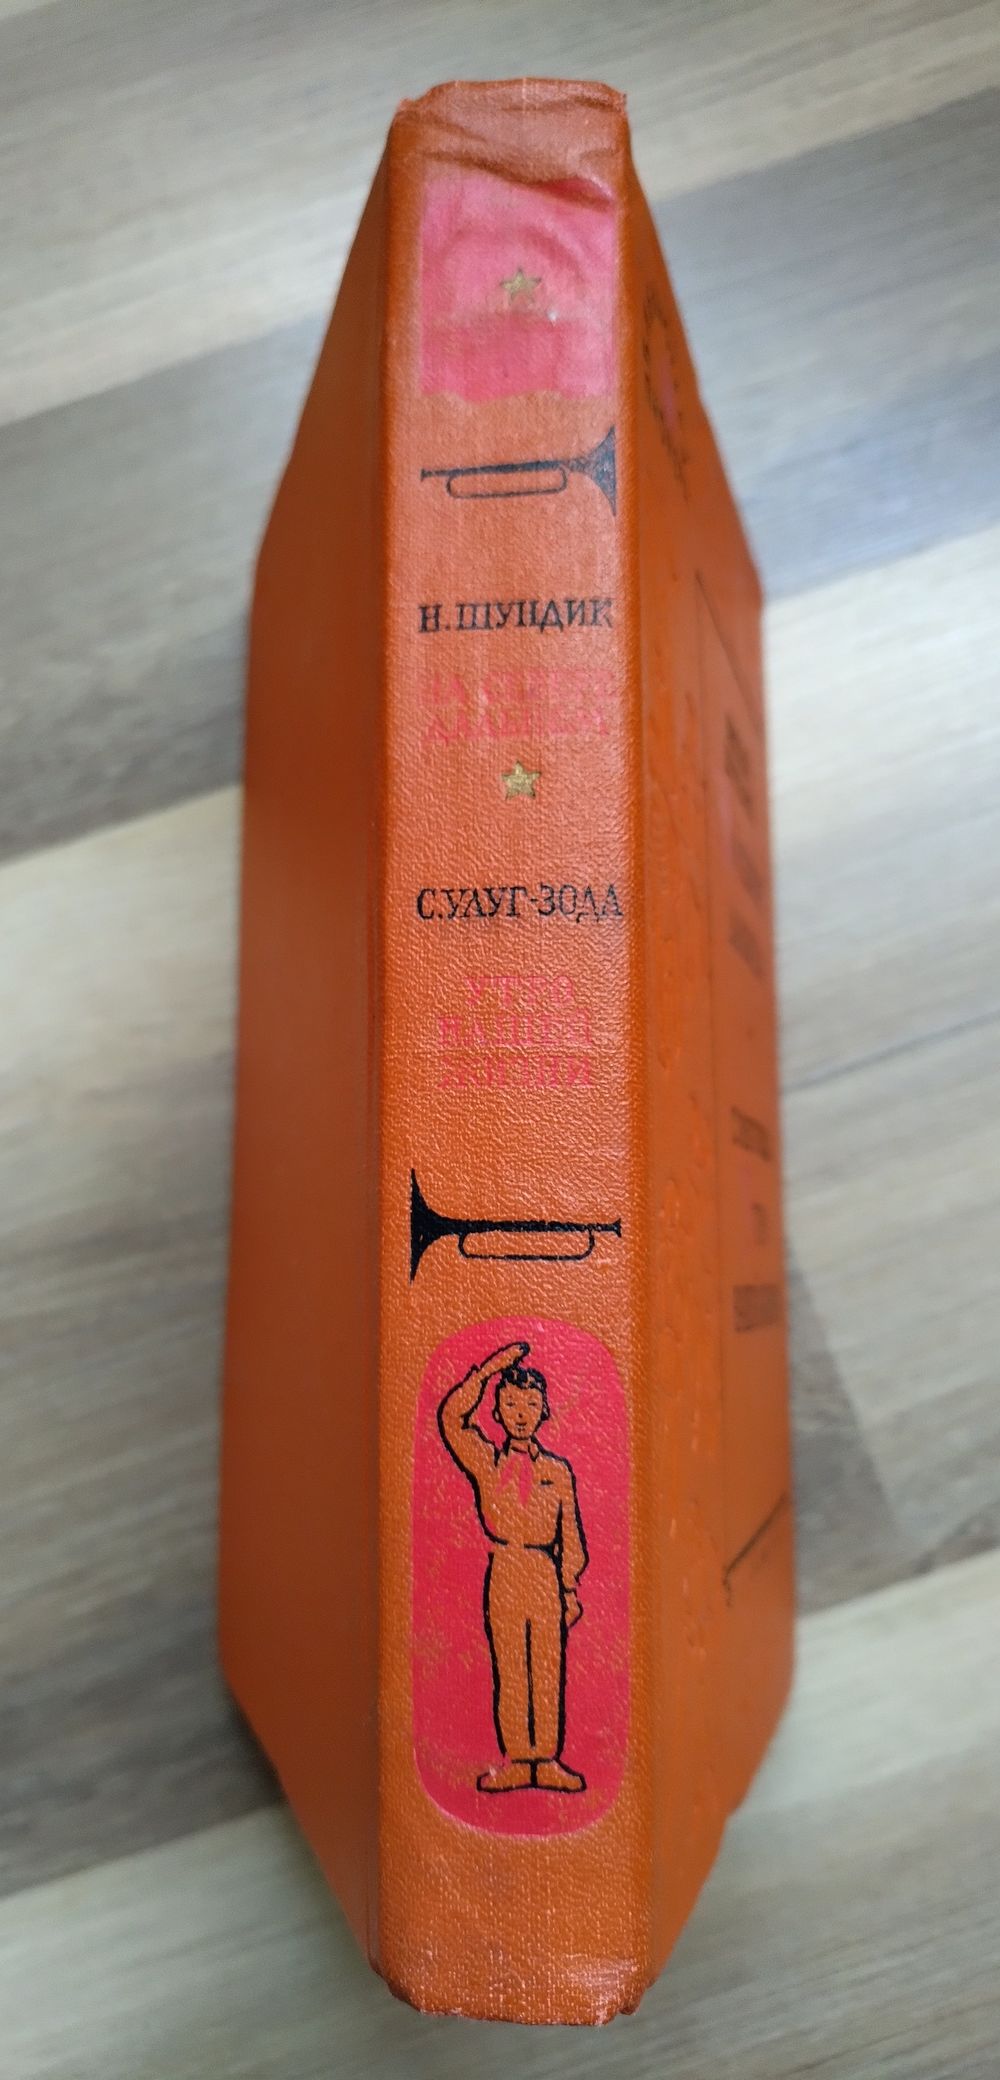 Н. ШУНДИК
НА СЕВЕРЕ
ДАЛЬНЕМ
С. УЛУГ-ЗОДА
УТРО
НАШЕЙ
ЖИЗНИ